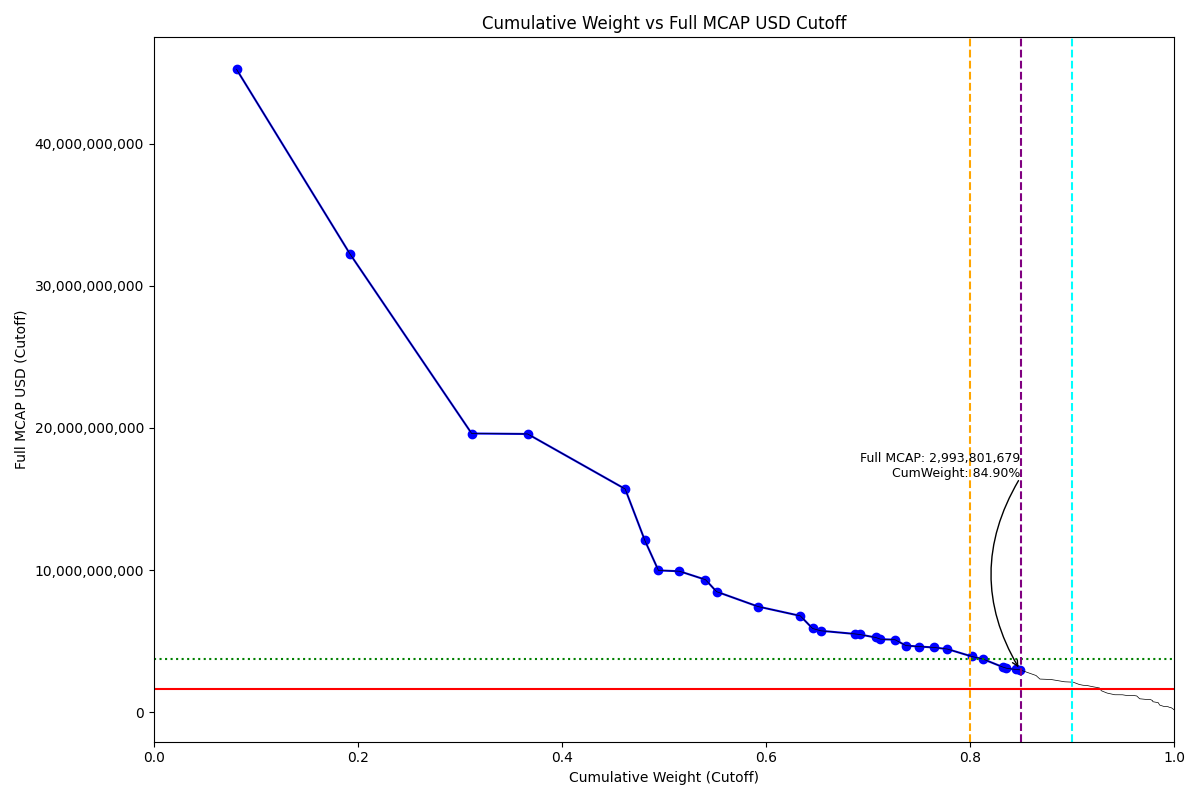 Cumulative Weight vs Full MCAP USD Cutoff
Full MCAP USD (Cutoff)
40,000,000,000
30,000,000,000
20,000,000,000
10,000,000,000
0
Full MCAP: 2,993,801,679
CumWeight: 84.90%
0.0 0.2 0.4 0.6 0.8 1.0
Cumulative Weight (Cutoff)